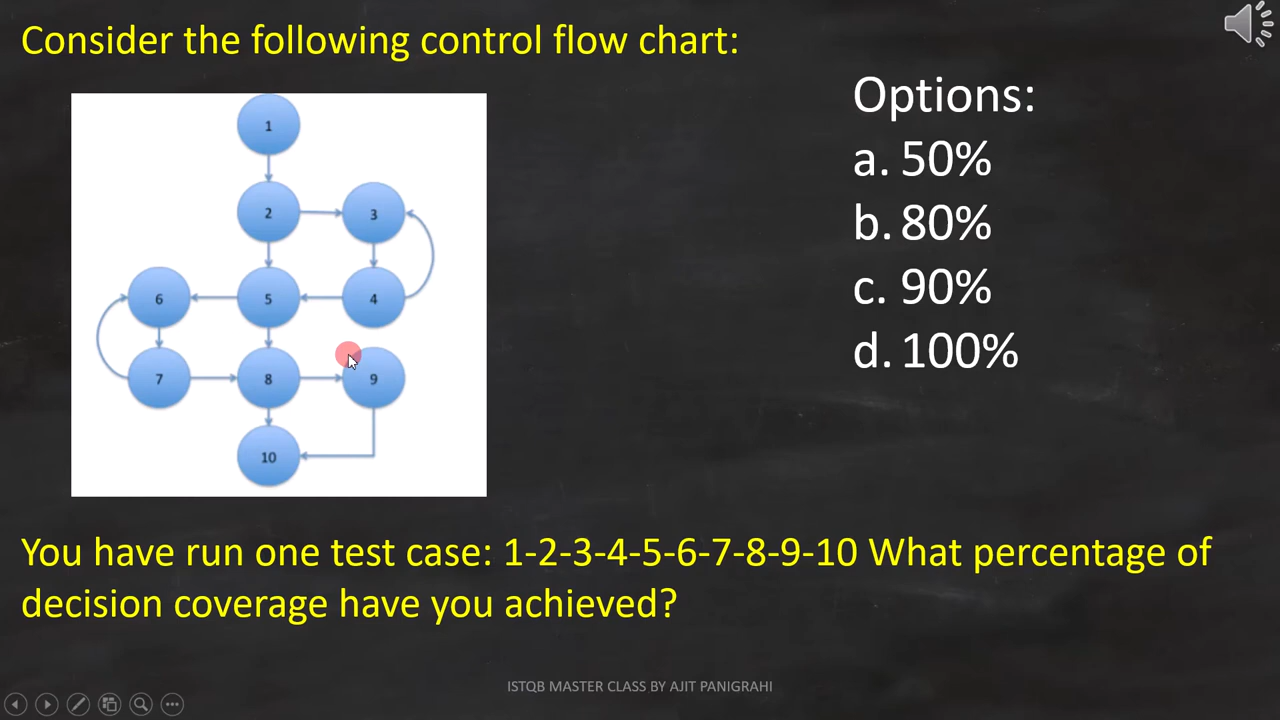 Consider the following control flow chart:
Options:
a. 50%
b. 80%
c. 90%
d. 100%
1
2
3
6
5
4
7
8
9
10
You have run one test case: 1-2-3-4-5-6-7-8-9-10 What percentage of
decision coverage have you achieved?
ISTQB MASTER CLASS BY AJIT PANIGRAHI